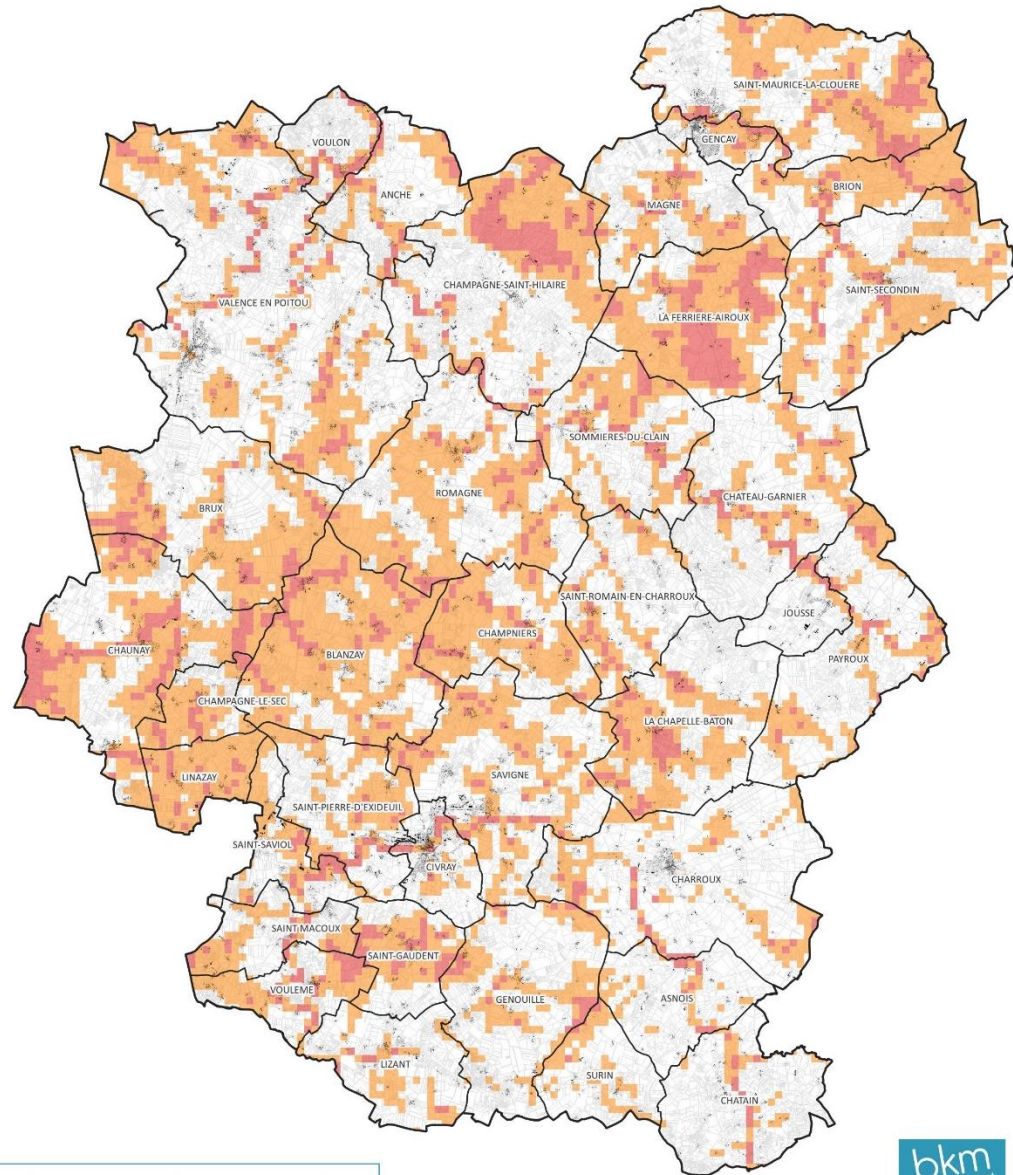 SAINT-MAURICE-LA-CLOUERE
GENCAY
VOULON
BRION
ANCHE
MAGNE
CHAMPAGNE-SAINT-HILAIRE
SAINT-SECONDIN
VALENCE EN POITOU
LA FERRIERE-AIROUX
SOMMIERES-DU-CLAIN
ROMAGNE
CHATEAU-GARNIER
BRUX
SAINT-ROMAIN-EN-CHARROUX
JOUSSE
CHAMPNIERS
CHAUNAY
BLANZAY
PAYROUX
CHAMPAGNE-LE-SEC
LA CHAPELLE-BATON
LINAZAY
SAVIGNE
SAINT-PIERRE-D'EXIDEUIL
SAINT-SAVIOL
CIVRAY
CHARROUX
SAINT MACOUX
SAINT-GAUDENT
VOULEME
GENOUILLE
ASNOIS
LIZANT
SURIN
CHATAIN
bkm